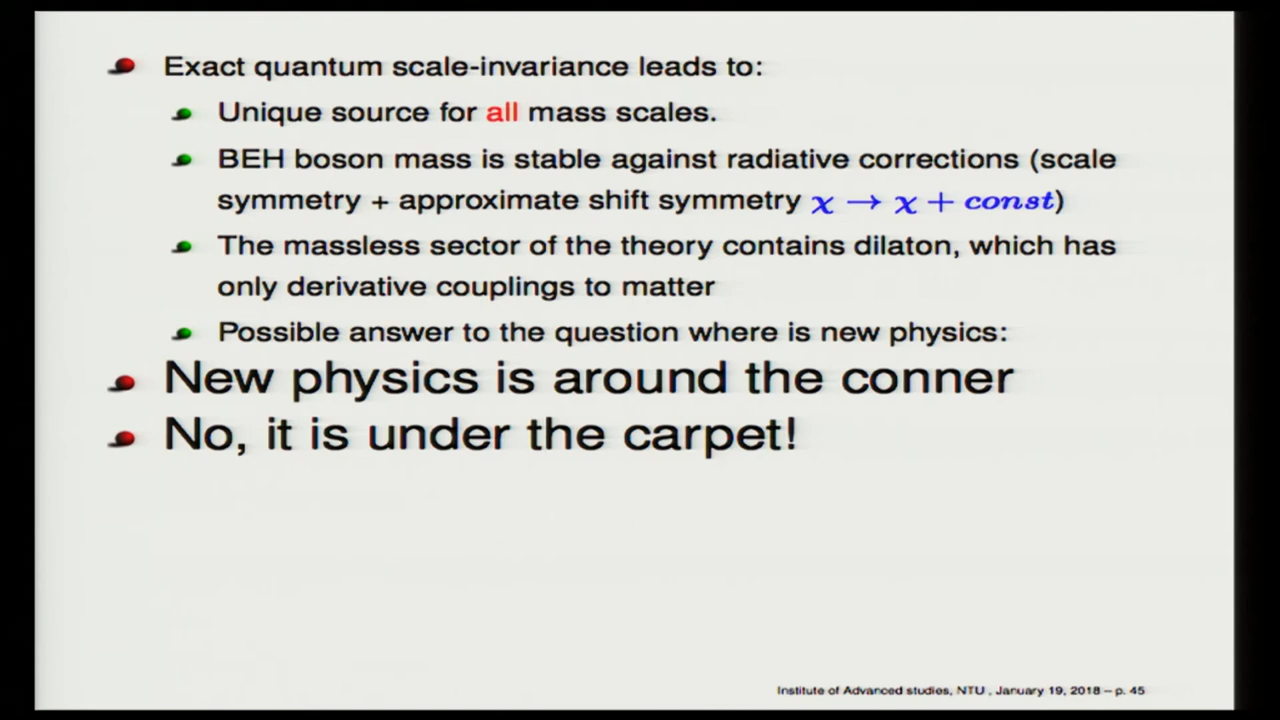 Exact quantum scale-invariance leads to:
Unique source for all mass scales.
BEH boson mass is stable against radiative corrections (scale
symmetry + approximate shift symmetry χ → χ + const)
The massless sector of the theory contains dilaton, which has
only derivative couplings to matter
Possible answer to the question where is new physics:
New physics is around the conner
No, it is under the carpet!
Institute of Advanced studies, NTU , January 19, 2018 – p. 45